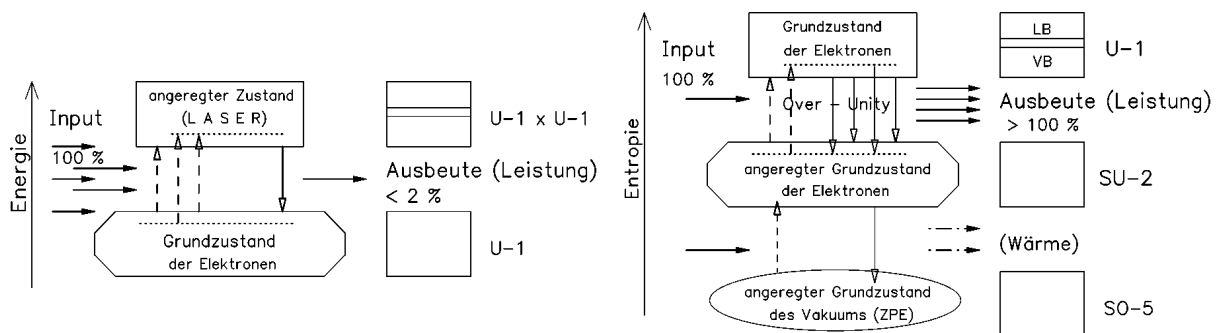 Energie
Input
100 %
angeregter Zustand
(L A S E R)
Grundzustand
der Elektronen
U-1 x U-1
Ausbeute (Leistung)
< 2 %
U-1
Entropie
Input
100 %
Grundzustand
der Elektronen
Over - Unity
angeregter Grundzustand
der Elektronen
angeregter Grundzustand
des Vakuums (ZPE)
LB
VB
U-1
Ausbeute (Leistung)
> 100 %
SU-2
(Wärme)
SO-5